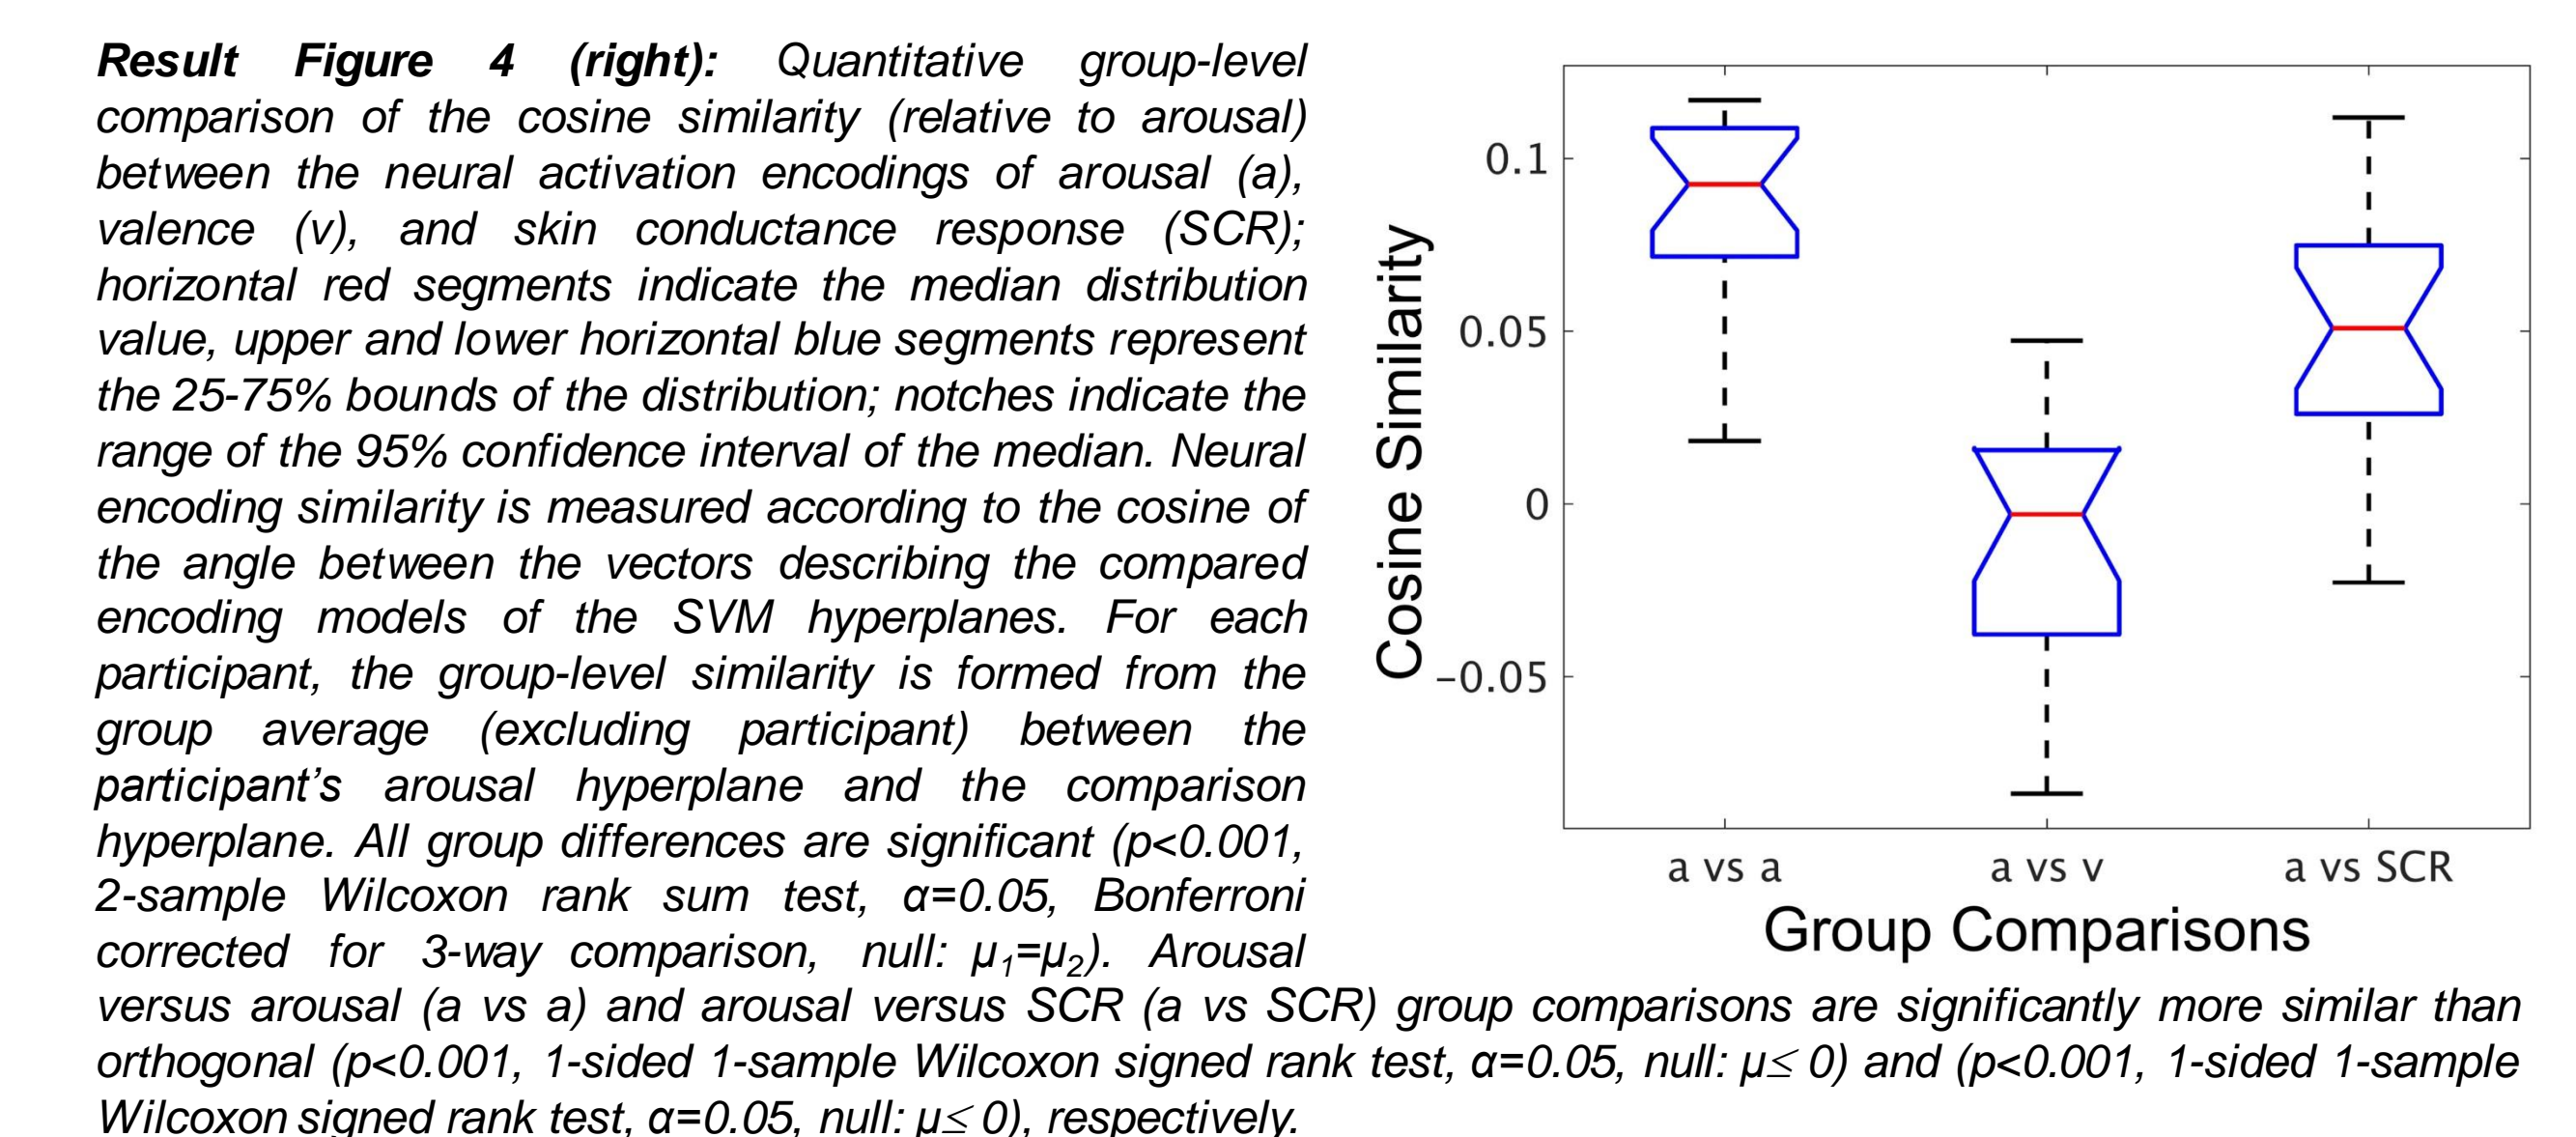 Result Figure 4 (right): Quantitative group-level
comparison of the cosine similarity (relative to arousal)
between the neural activation encodings of arousal (a),
valence (v), and skin conductance response (SCR);
horizontal red segments indicate the median distribution
value, upper and lower horizontal blue segments represent
the 25-75% bounds of the distribution; notches indicate the
range of the 95% confidence interval of the median. Neural
encoding similarity is measured according to the cosine of
the angle between the vectors describing the compared
encoding models of the SVM hyperplanes. For each
participant, the group-level similarity is formed from the
group average (excluding participant) between the
participant’s arousal hyperplane and the comparison
hyperplane. All group differences are significant (p<0.001,
2-sample Wilcoxon rank sum test, α=0.05, Bonferroni
corrected for 3-way comparison, null: μ₁=μ₂). Arousal
versus arousal (a vs a) and arousal versus SCR (a vs SCR) group comparisons are significantly more similar than
orthogonal (p<0.001, 1-sided 1-sample Wilcoxon signed rank test, α=0.05, null: μ≤ 0) and (p<0.001, 1-sided 1-sample
Wilcoxon signed rank test, α=0.05, null: μ≤ 0), respectively.
Cosine Similarity
0.1
0.05
0
−0.05
a vs a
a vs v
a vs SCR
Group Comparisons